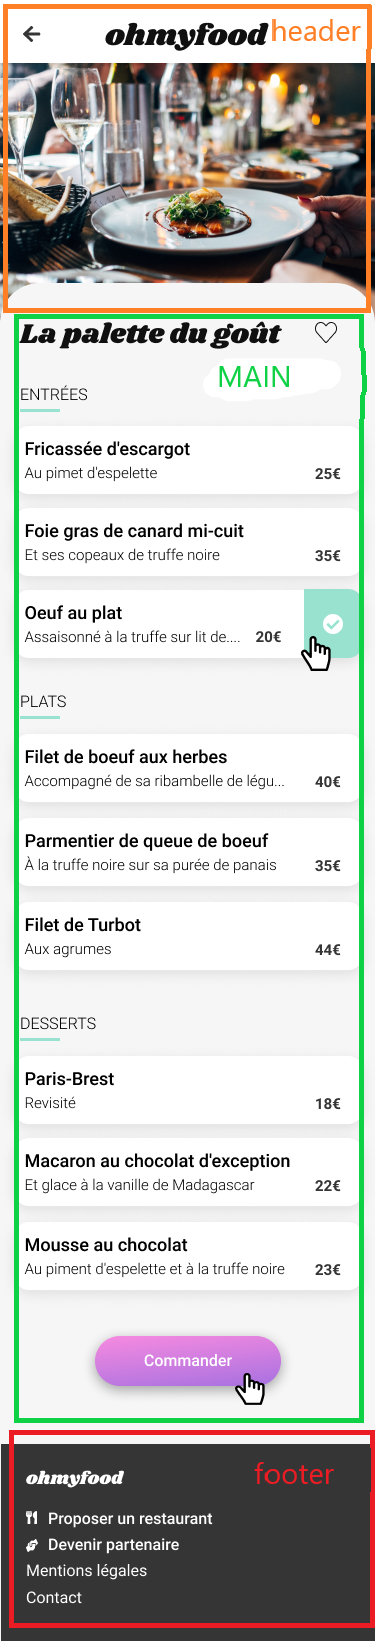 ohmyfood header
La palette du goût
MAIN
ENTRÉES
Fricassée d'escargot
Au pimet d'espelette 25€
Foie gras de canard mi-cuit
Et ses copeaux de truffe noire 35€
Oeuf au plat
Assaisonné à la truffe sur lit de.... 20€
PLATS
Filet de boeuf aux herbes
Accompagné de sa ribambelle de légu... 40€
Parmentier de queue de boeuf
À la truffe noire sur sa purée de panais 35€
Filet de Turbot
Aux agrumes 44€
DESSERTS
Paris-Brest
Revisité 18€
Macaron au chocolat d'exception
Et glace à la vanille de Madagascar 22€
Mousse au chocolat
Au piment d'espelette et à la truffe noire 23€
Commander
ohmyfood footer
Proposer un restaurant
Devenir partenaire
Mentions légales
Contact